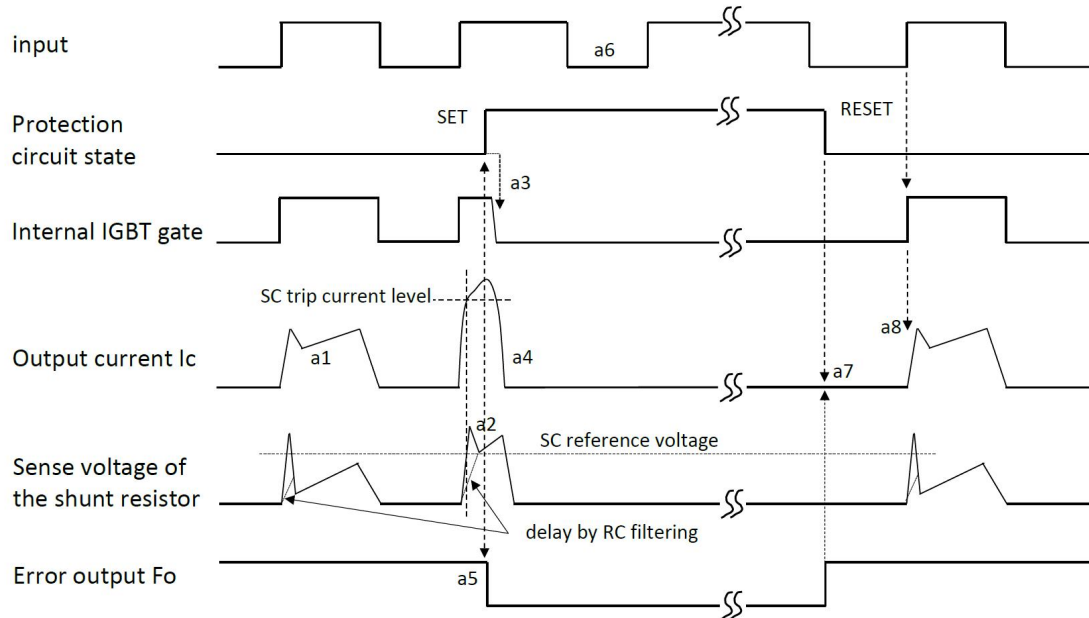 input
a6
Protection
circuit state
SET
RESET
a3
Internal IGBT gate
SC trip current level
Output current Ic
a1
a4
a7
a8
a2
SC reference voltage
Sense voltage of
the shunt resistor
delay by RC filtering
Error output Fo
a5